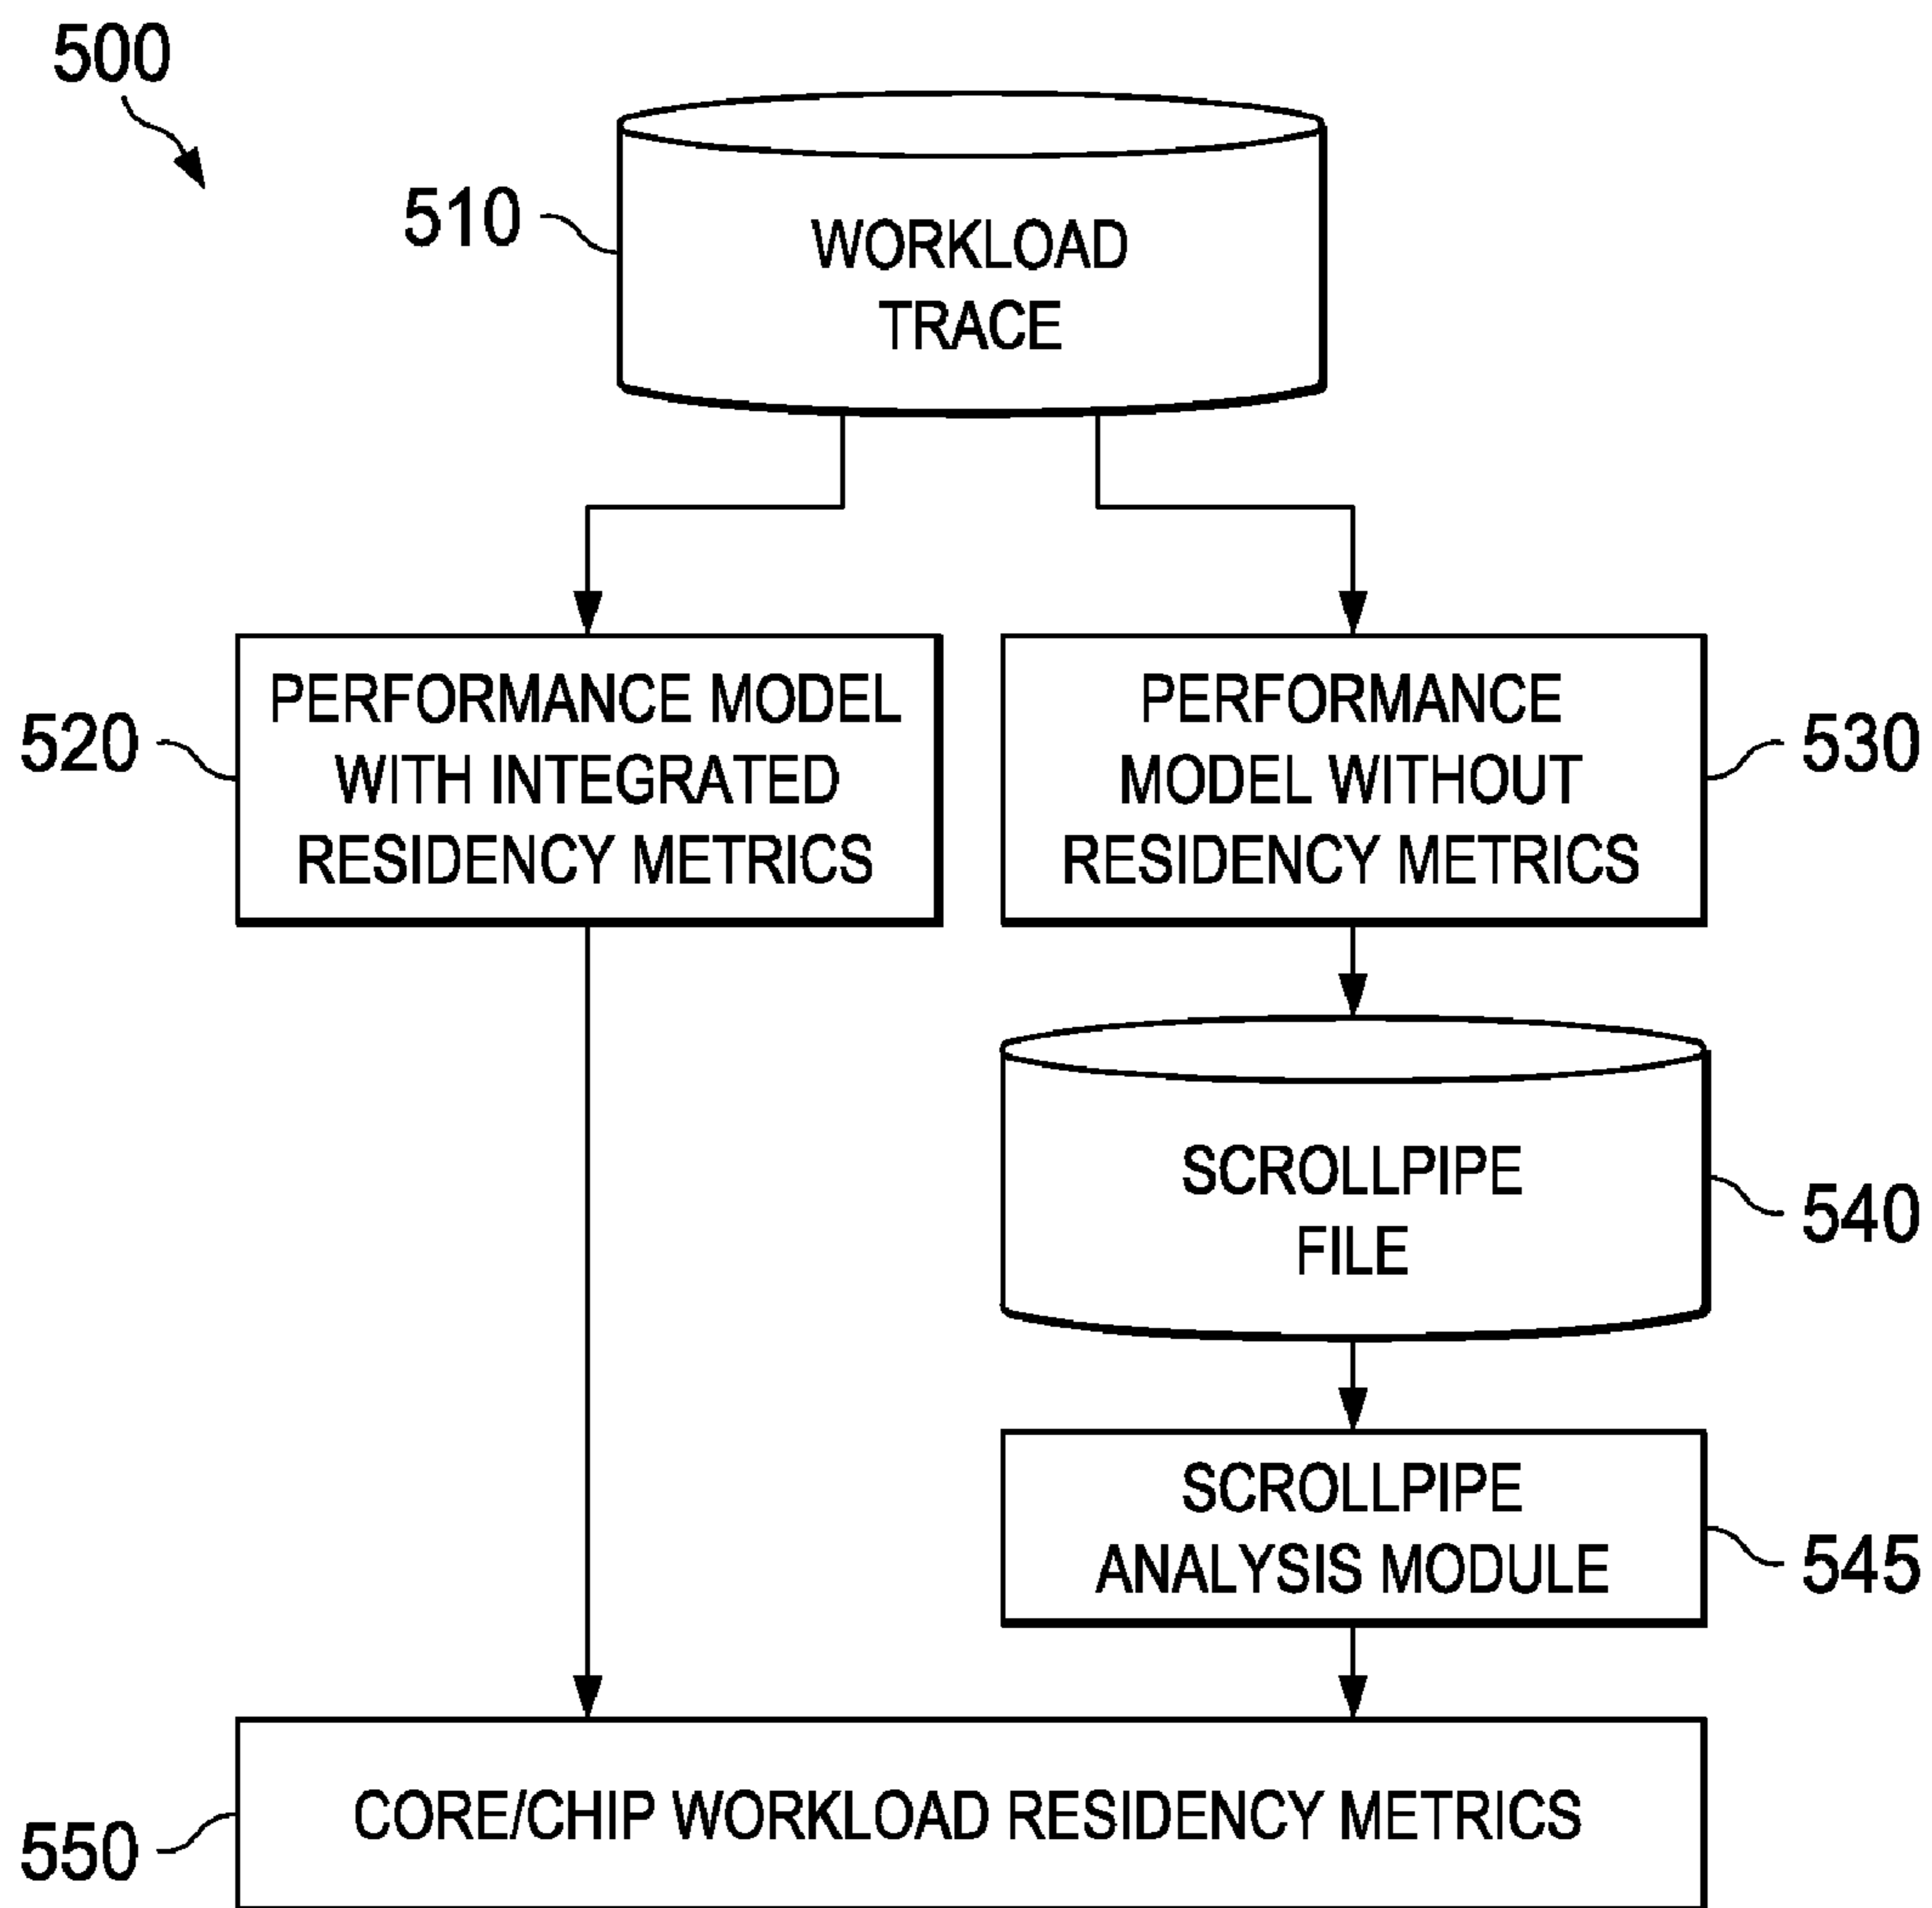 500
510
WORKLOAD
TRACE
520
PERFORMANCE MODEL
WITH INTEGRATED
RESIDENCY METRICS
PERFORMANCE
MODEL WITHOUT
RESIDENCY METRICS
530
SCROLLPIPE
FILE
540
SCROLLPIPE
ANALYSIS MODULE
545
550
CORE/CHIP WORKLOAD RESIDENCY METRICS